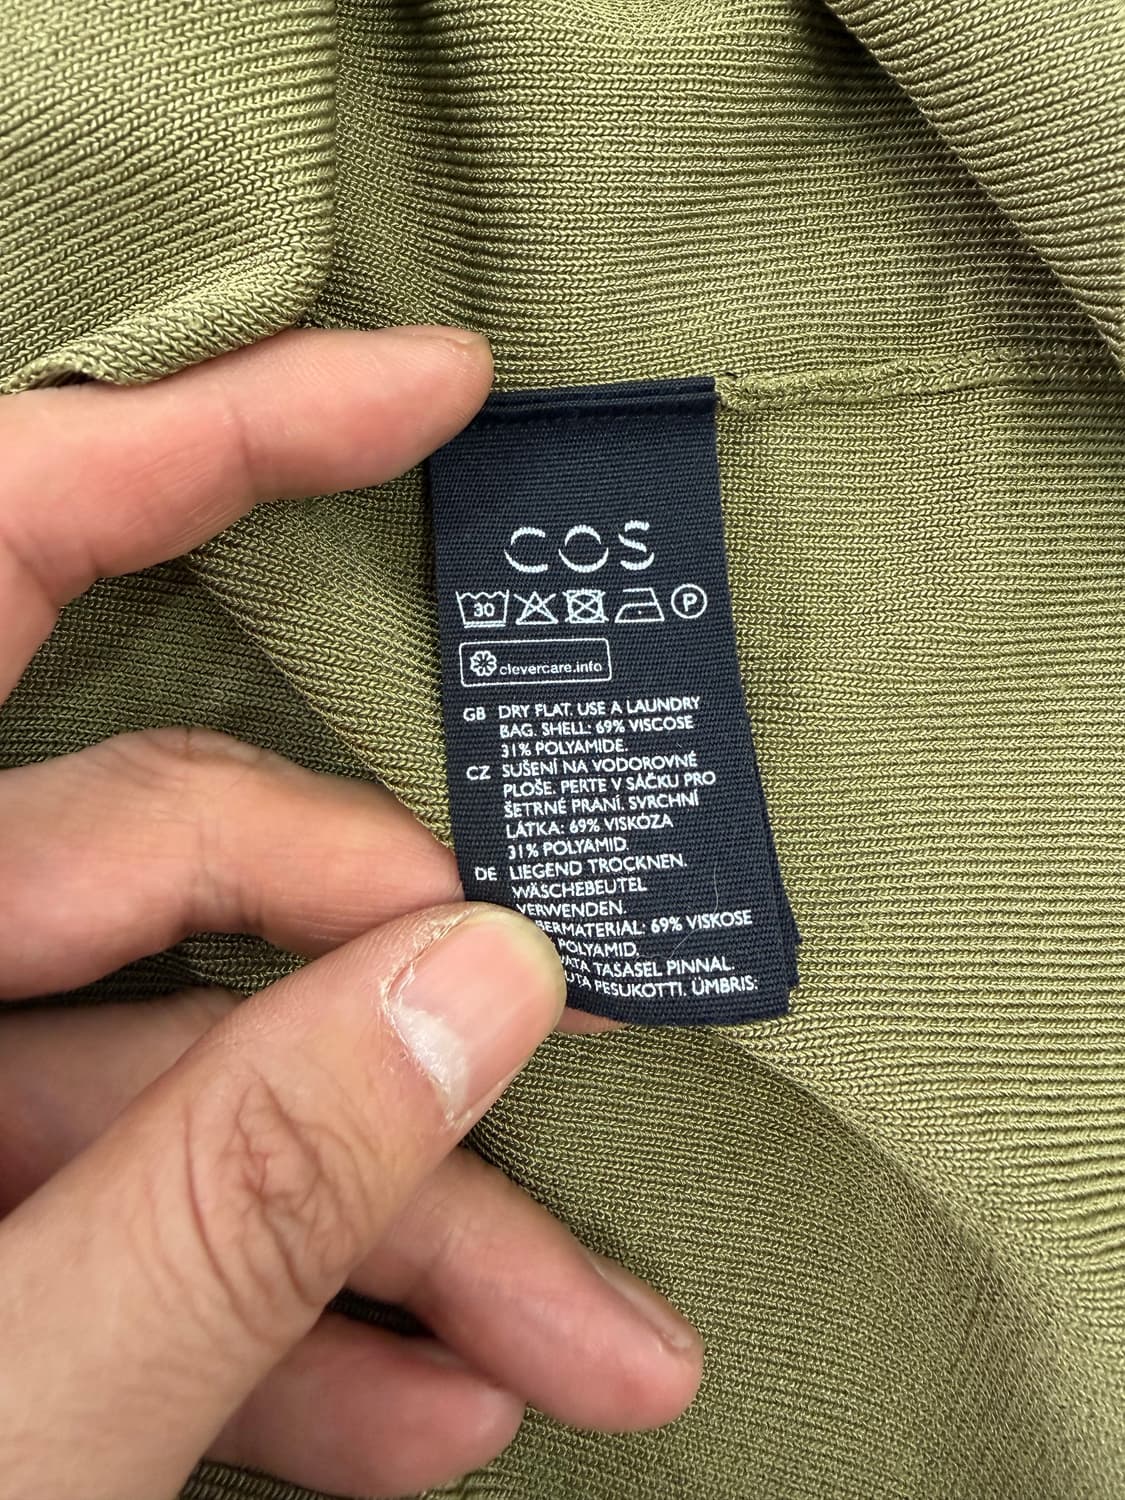 COS
30 P
clevercare.info
GB DRY FLAT. USE A LAUNDRY
BAG. SHELL: 69% VISCOSE
31% POLYAMIDE.
CZ SUŠENÍ NA VODOROVNÉ
PLOŠE. PERTE V SÁČKU PRO
ŠETRNÉ PRANÍ. SVRCHNÍ
LÁTKA: 69% VISKÓZA
31% POLYAMID.
DE LIEGEND TROCKNEN.
WÄSCHEBEUTEL
VERWENDEN.
69% VISKOSE
POLYAMID.
TASASEL PINNAL.
PESUKOTTI. ÜMBRIS: